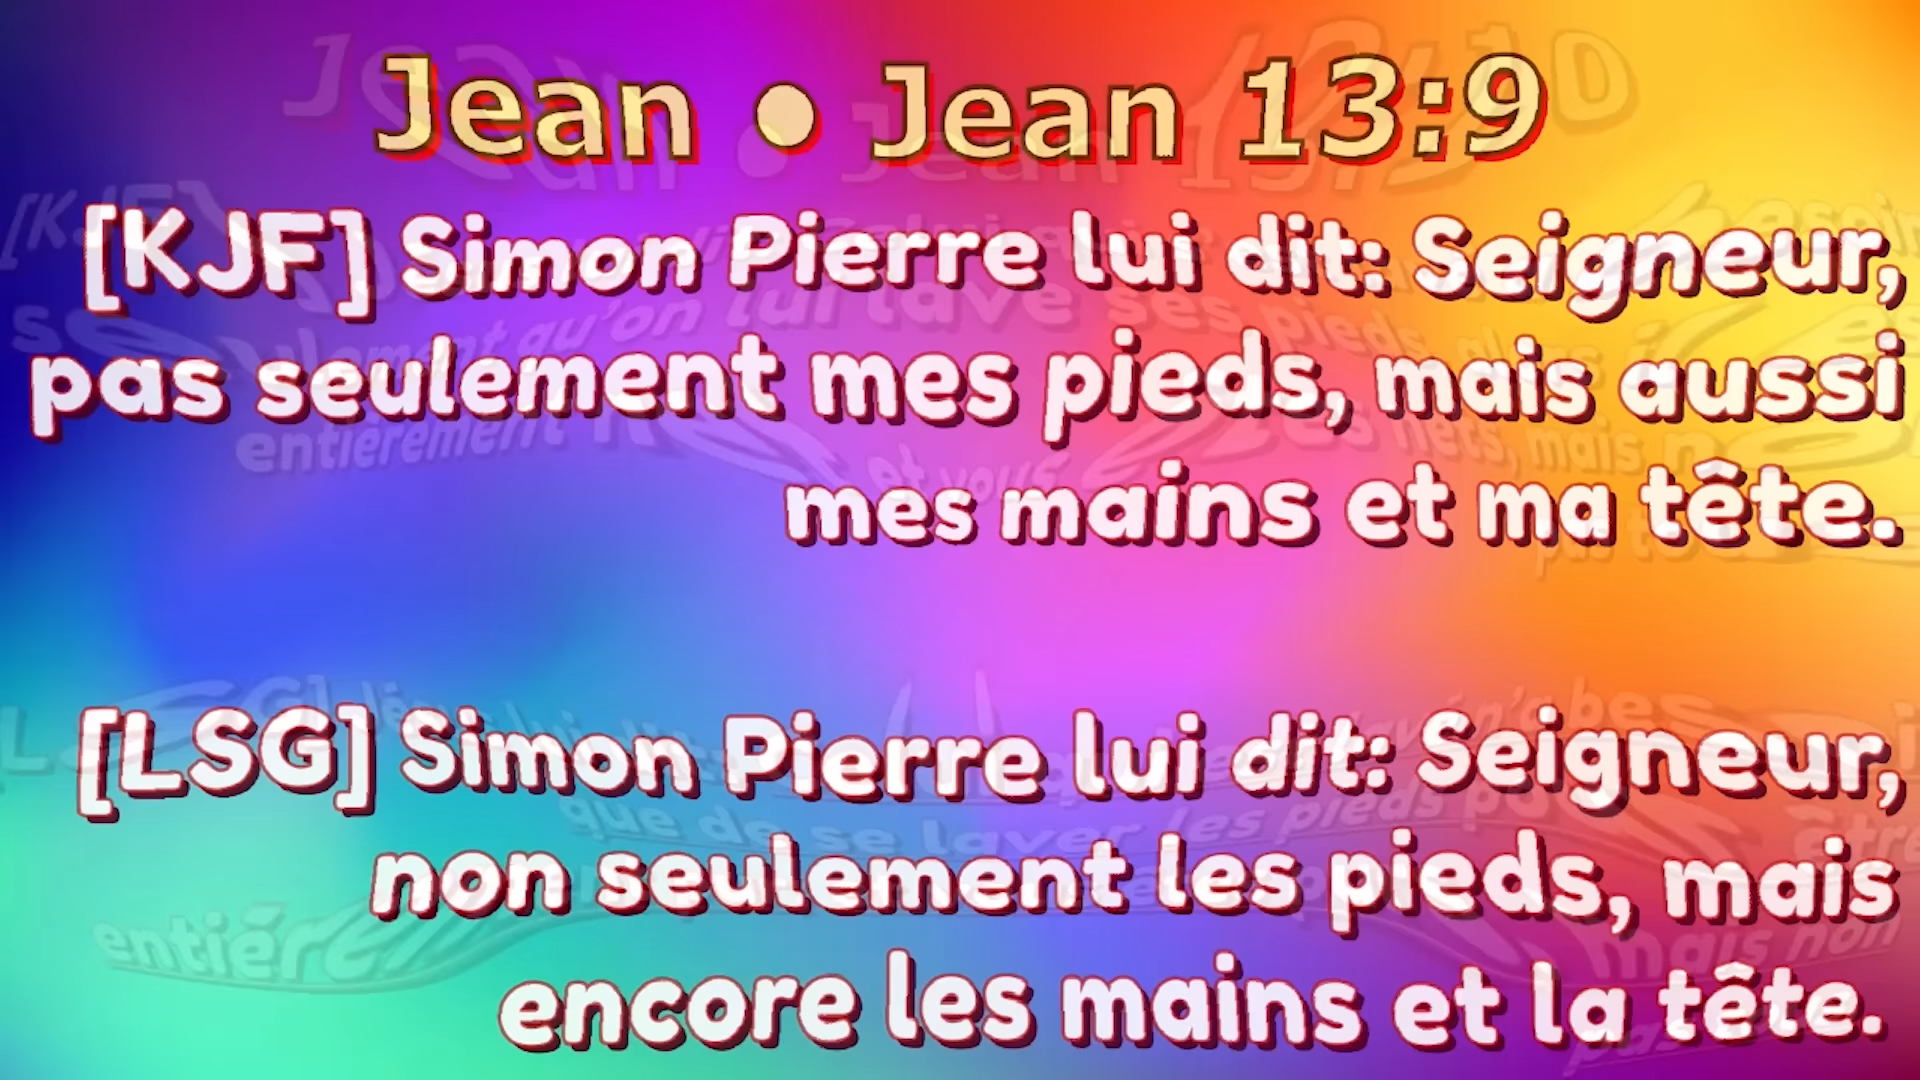 Jean ● Jean 13:9
[KJF] Simon Pierre lui dit: Seigneur,
pas seulement mes pieds, mais aussi
mes mains et ma tête.
[LSG] Simon Pierre lui dit: Seigneur,
non seulement les pieds, mais
encore les mains et la tête.